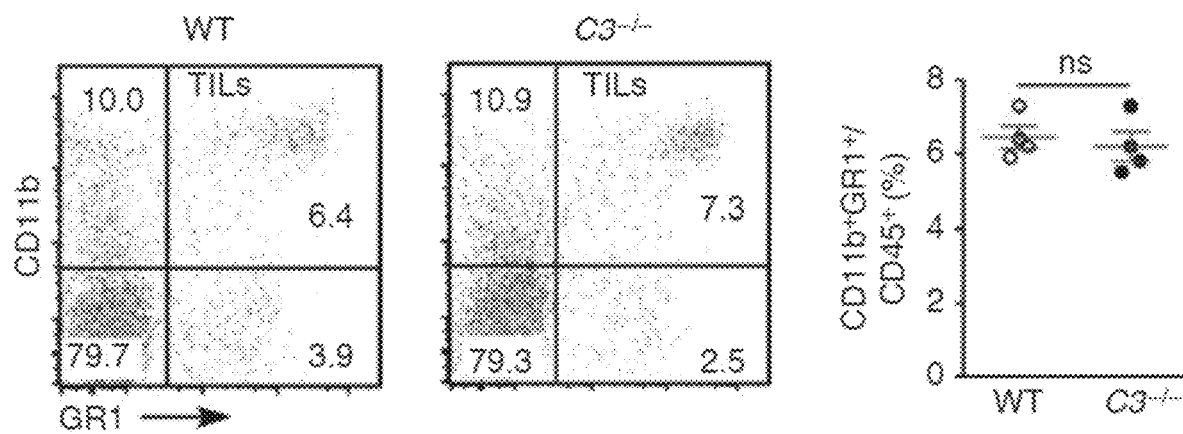 WT
C3–/–
TILs
10.0
6.4
79.7
3.9
CD11b
GR1
TILs
10.9
7.3
79.3
2.5
CD11b+GR1+/
CD45+ (%)
8
6
4
2
0
ns
WT
C3–/–